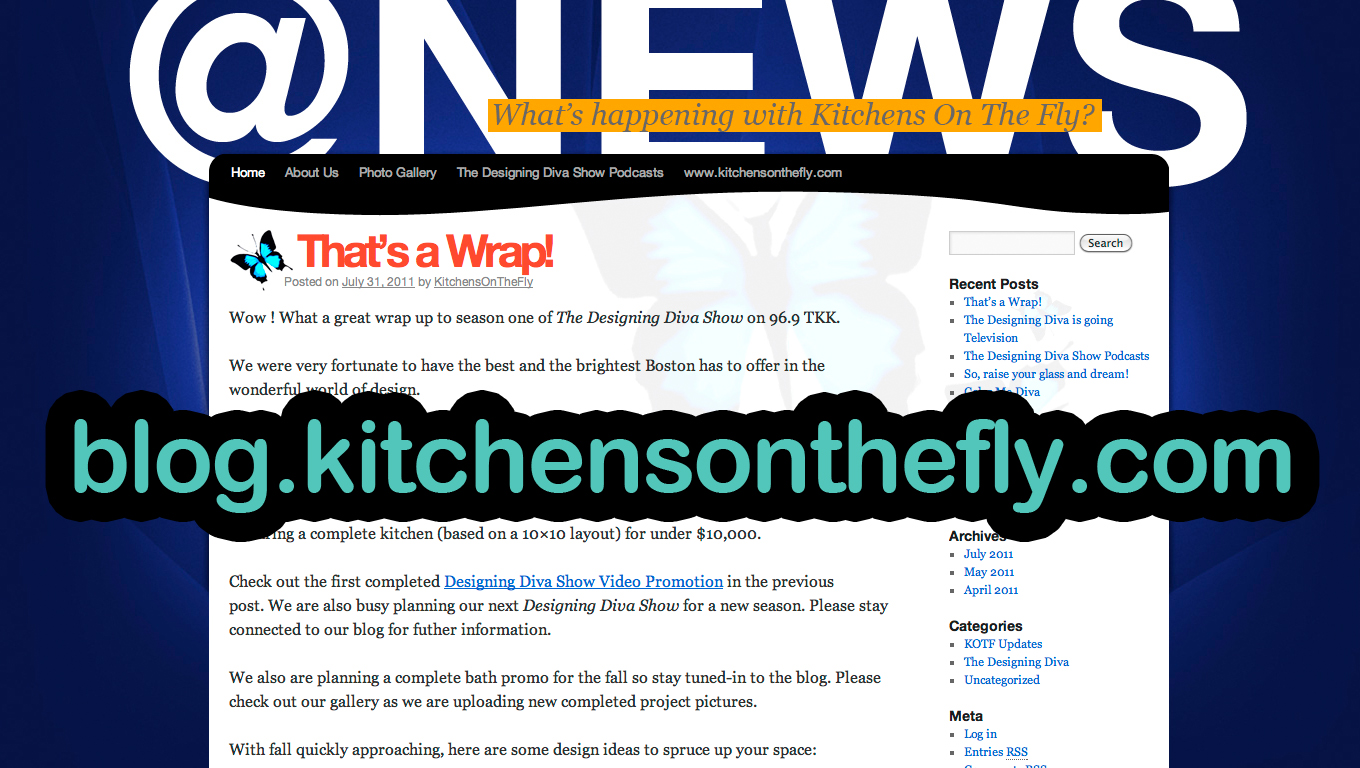 @NEWS
What's happening with Kitchens On The Fly?
Home About Us Photo Gallery The Designing Diva Show Podcasts www.kitchensonthefly.com
That's a Wrap!
Posted on July 31, 2011 by KitchensOnTheFly
Wow ! What a great wrap up to season one of The Designing Diva Show on 96.9 TKK.
We were very fortunate to have the best and the brightest Boston has to offer in the
wonderful world of design.
blog.kitchensonthefly.com
a complete kitchen (based on a 10×10 layout) for under $10,000.
Check out the first completed Designing Diva Show Video Promotion in the previous
post. We are also busy planning our next Designing Diva Show for a new season. Please stay
connected to our blog for futher information.
We also are planning a complete bath promo for the fall so stay tuned-in to the blog. Please
check out our gallery as we are uploading new completed project pictures.
With fall quickly approaching, here are some design ideas to spruce up your space:
Search
Recent Posts
That's a Wrap!
The Designing Diva is going
Television
The Designing Diva Show Podcasts
So, raise your glass and dream!
Diva
Archives
July 2011
May 2011
April 2011
Categories
KOTF Updates
The Designing Diva
Uncategorized
Meta
Log in
Entries RSS